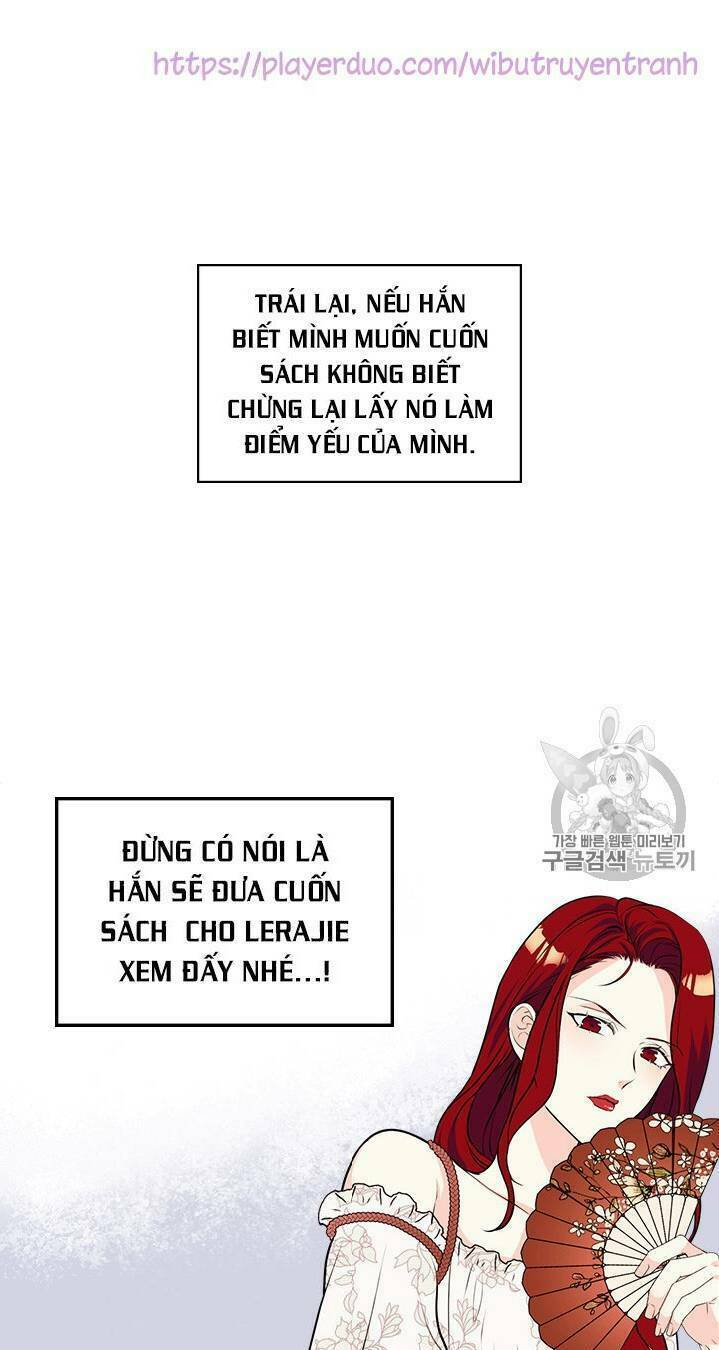 https://playerduo.com/wibutruyentranh
TRÁI LẠI, NẾU HẮN
BIẾT MÌNH MUỐN CUỐN
SÁCH KHÔNG BIẾT
CHỪNG LẠI LẤY NÓ LÀM
ĐIỂM YẾU CỦA MÌNH.
가장 빠른 웹툰 미리보기
구글검색 뉴토끼
ĐỪNG CÓ NÓI LÀ
HẮN SẼ ĐƯA CUỐN
SÁCH CHO LERAJIE
XEM ĐẤY NHÉ...!